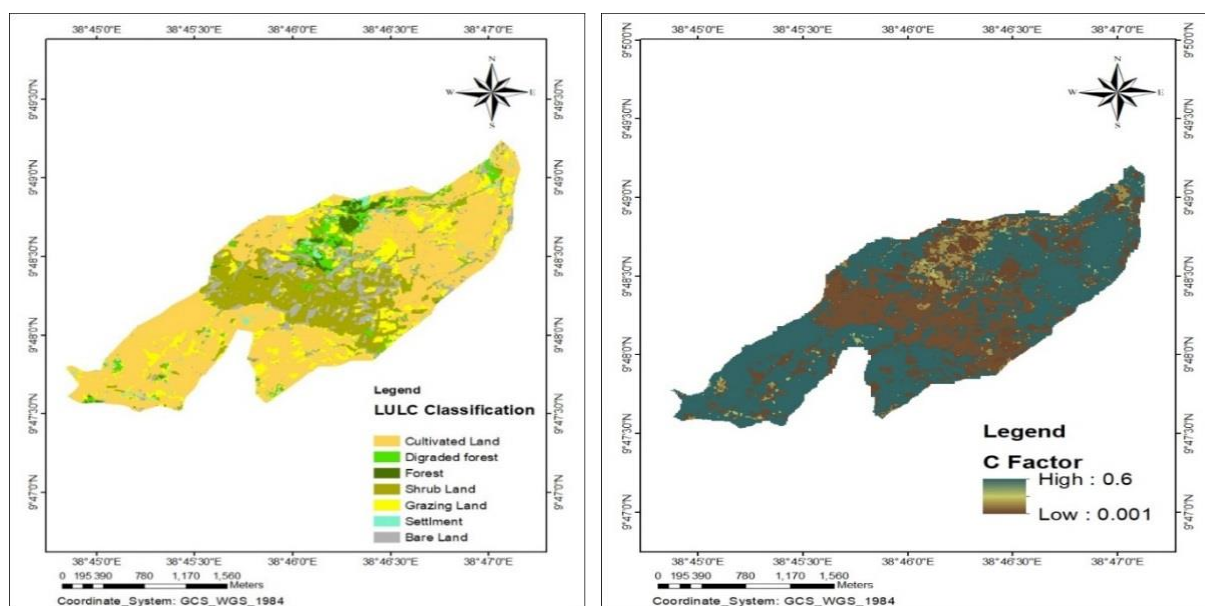 38°45'0"E 38°45'30"E 38°46'0"E 38°46'30"E 38°47'0"E
N
W E
S
9°49'30"N 9°49'30"N
9°49'0"N 9°49'0"N
9°48'30"N 9°48'30"N
9°48'0"N 9°48'0"N
9°47'30"N 9°47'30"N
9°47'0"N 9°47'0"N
Legend
LULC Classification
Cultivated Land
Digraded forest
Forest
Shrub Land
Grazing Land
Settlment
Bare Land
38°45'0"E 38°45'30"E 38°46'0"E 38°46'30"E 38°47'0"E
0 195 390 780 1,170 1,560
Meters
Coordinate_System: GCS_WGS_1984
38°45'0"E 38°45'30"E 38°46'0"E 38°46'30"E 38°47'0"E
9°50'0"N 9°50'0"N
N
W E
S
9°49'30"N 9°49'30"N
9°49'0"N 9°49'0"N
9°48'30"N 9°48'30"N
9°48'0"N 9°48'0"N
9°47'30"N 9°47'30"N
9°47'0"N 9°47'0"N
Legend
C Factor
High : 0.6
Low : 0.001
38°45'0"E 38°45'30"E 38°46'0"E 38°46'30"E 38°47'0"E
0 195 390 780 1,170 1,560
Meters
Coordinate_System: GCS_WGS_1984